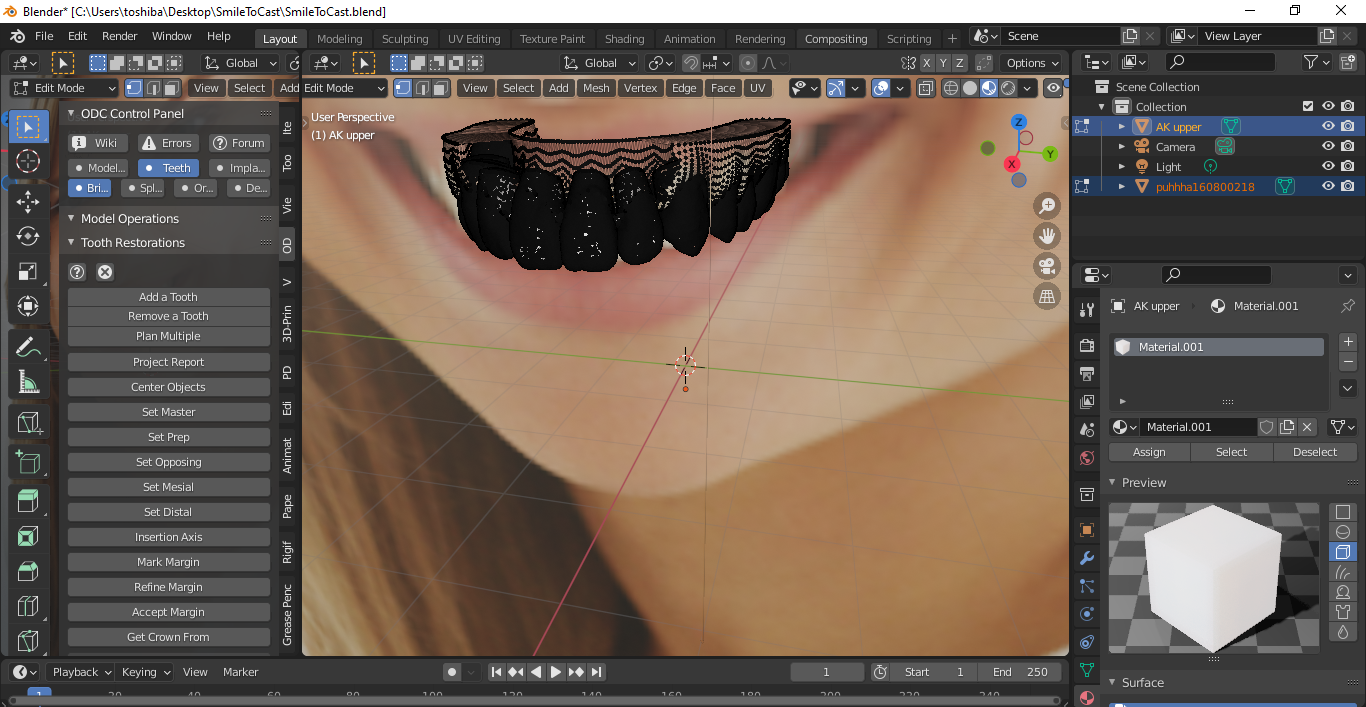 Blender* [C:\Users\toshiba\Desktop\SmileToCast\SmileToCast.blend]
File Edit Render Window Help Layout Modeling Sculpting UV Editing Texture Paint Shading Animation Rendering Compositing Scripting + Scene View Layer
Global Global X Y Z Options
Edit Mode View Select Add Edit Mode View Select Add Mesh Vertex Edge Face UV
ODC Control Panel
Wiki Errors Forum
Model... Teeth Impla...
Bri... Spl... Or... De...
Model Operations
Tooth Restorations
Add a Tooth
Remove a Tooth
Plan Multiple
Project Report
Center Objects
Set Master
Set Prep
Set Opposing
Set Mesial
Set Distal
Insertion Axis
Mark Margin
Refine Margin
Accept Margin
Get Crown From
Ite
Too
Vie
OD
V
3D-Prin
PD
Edi
Animat
Pape
Rigif
Grease Penc
User Perspective
(1) AK upper
Z
Y
X
Scene Collection
Collection
AK upper
Camera
Light
puhhha160800218
AK upper Material.001
Material.001
Material.001
Assign Select Deselect
Preview
Surface
Playback Keying View Marker 1 Start 1 End 250
1 20 40 60 80 100 120 140 160 180 200 220 240